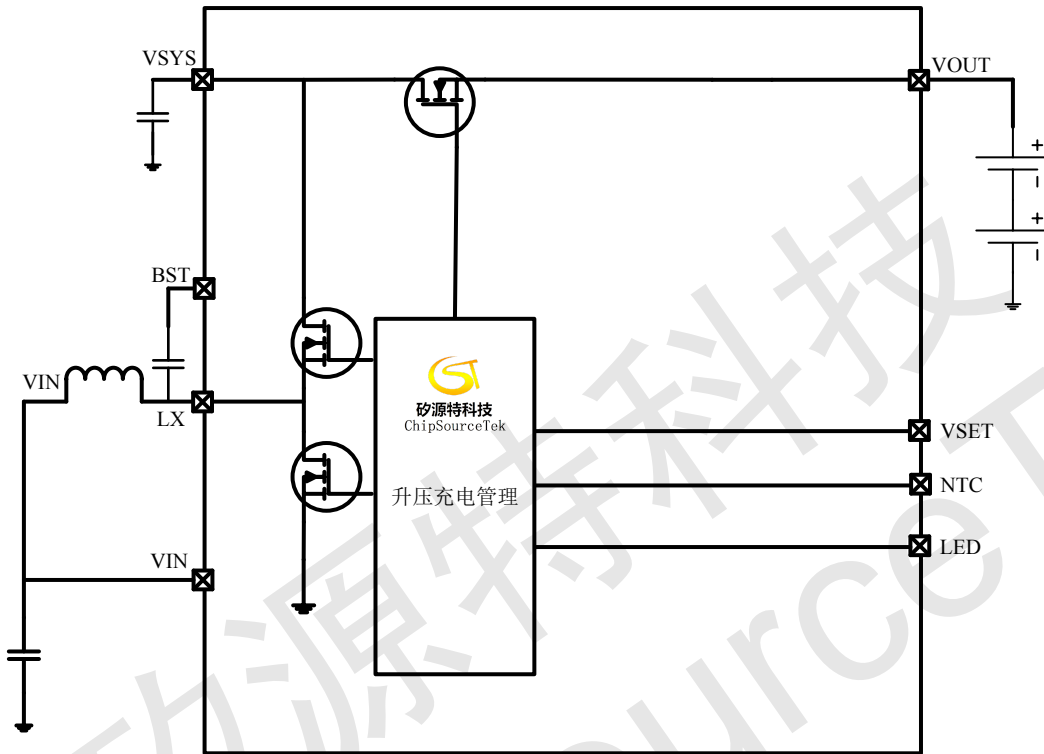 VSYS
VOUT
+
-
+
-
BST
VIN
LX
矽源特科技
ChipSourceTek
VSET
升压充电管理
NTC
LED
VIN
矽源特科技